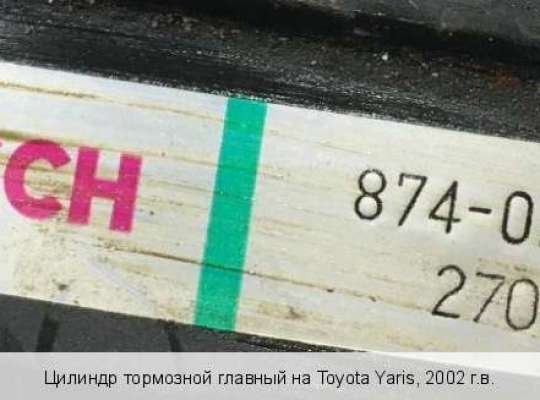 CH
874-0
270
Цилиндр тормозной главный на Toyota Yaris, 2002 г.в.